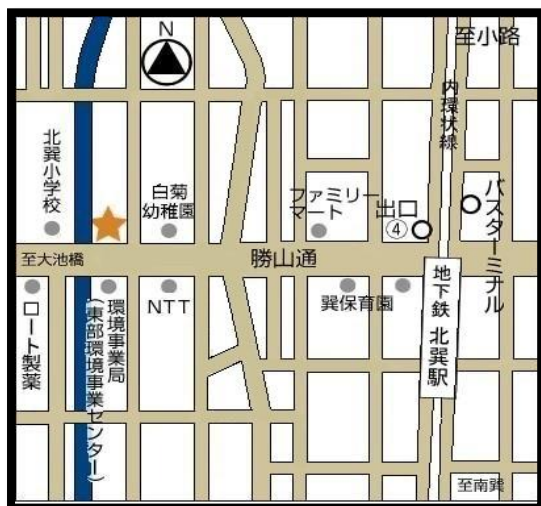 N
至小路
内環状線
北巽小学校
白菊
幼稚園
ファミリー
マート
出口
④
バスターミナル
至大池橋
勝山通
ロート製薬
環境事業局
(東部環境事業センター)
NTT
巽保育園
地下鉄 北巽駅
至南巽